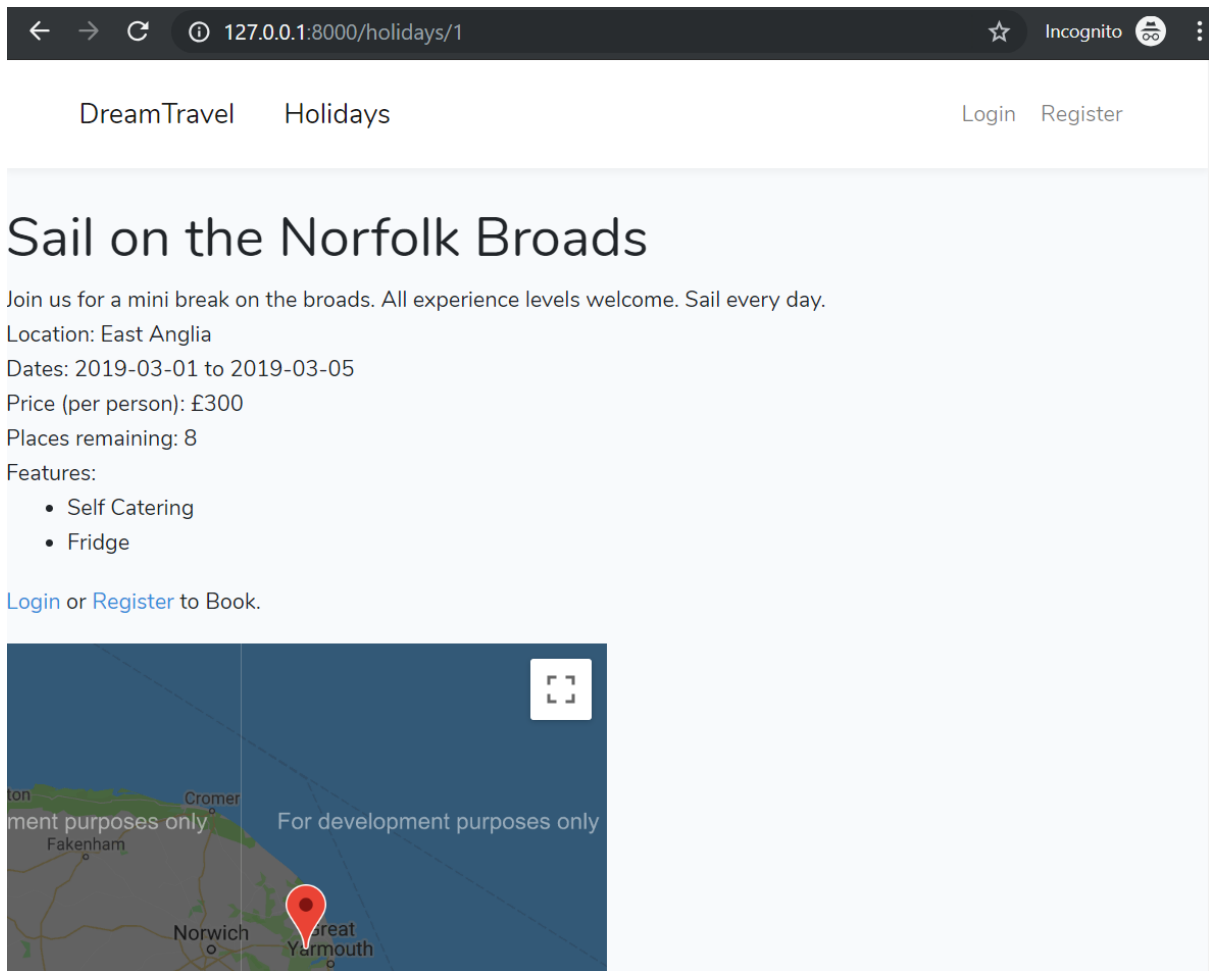 127.0.0.1:8000/holidays/1 Incognito
DreamTravel Holidays Login Register
Sail on the Norfolk Broads
Join us for a mini break on the broads. All experience levels welcome. Sail every day.
Location: East Anglia
Dates: 2019-03-01 to 2019-03-05
Price (per person): £300
Places remaining: 8
Features:
• Self Catering
• Fridge
Login or Register to Book.
ton Cromer
ment purposes only For development purposes only
Fakenham
Norwich Great
Yarmouth